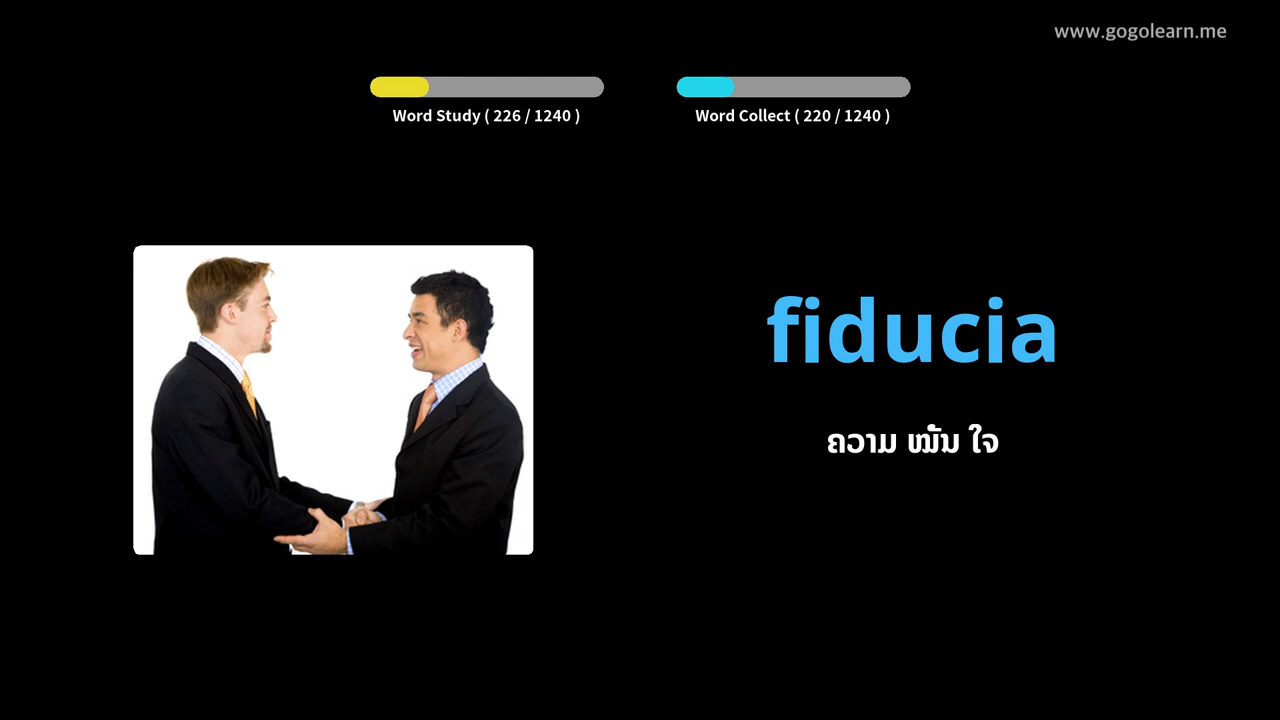 www.gogolearn.me
Word Study ( 226 / 1240 )
Word Collect ( 220 / 1240 )
fiducia
ຄວາມ ໝັ້ນ ໃຈ